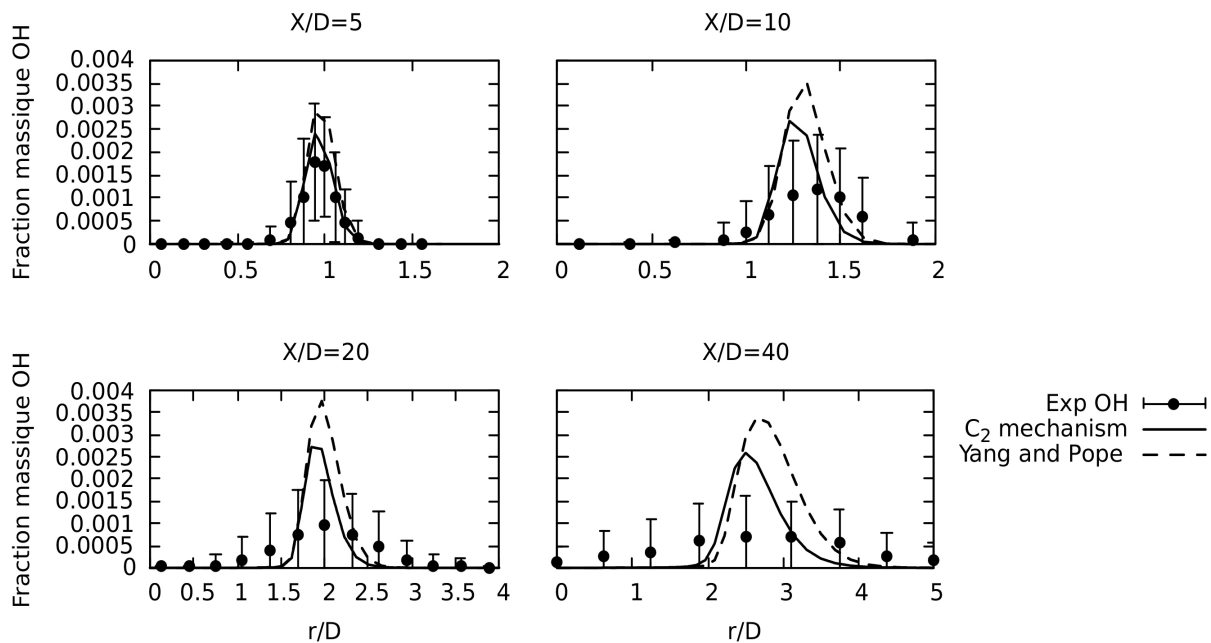 X/D=5
X/D=10
Fraction massique OH
0.004
0.0035
0.003
0.0025
0.002
0.0015
0.001
0.0005
0
0 0.5 1 1.5 2
0 0.5 1 1.5 2
X/D=20
X/D=40
Fraction massique OH
0.004
0.0035
0.003
0.0025
0.002
0.0015
0.001
0.0005
0
0 0.5 1 1.5 2 2.5 3 3.5 4
0 1 2 3 4 5
r/D
r/D
Exp OH
C₂ mechanism
Yang and Pope